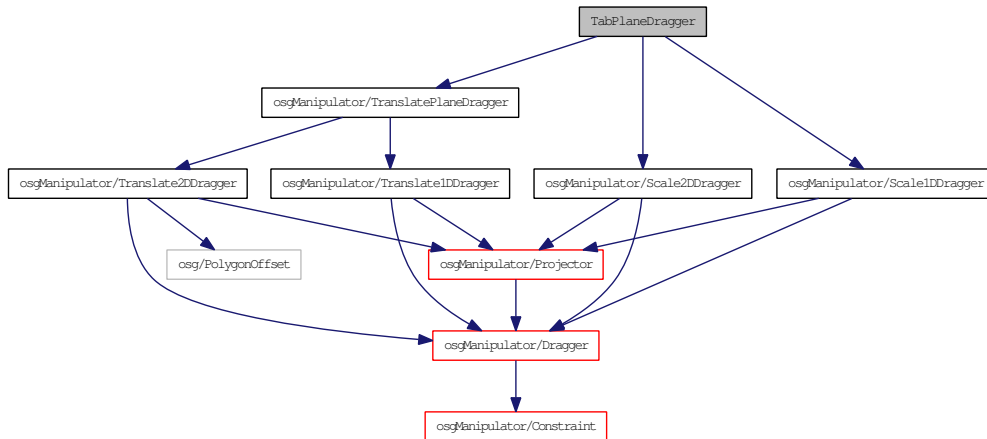 TabPlaneDragger
osgManipulator/TranslatePlaneDragger
osgManipulator/Translate2DDragger
osgManipulator/Translate1DDragger
osgManipulator/Scale2DDragger
osgManipulator/Scale1DDragger
osg/PolygonOffset
osgManipulator/Projector
osgManipulator/Dragger
osgManipulator/Constraint